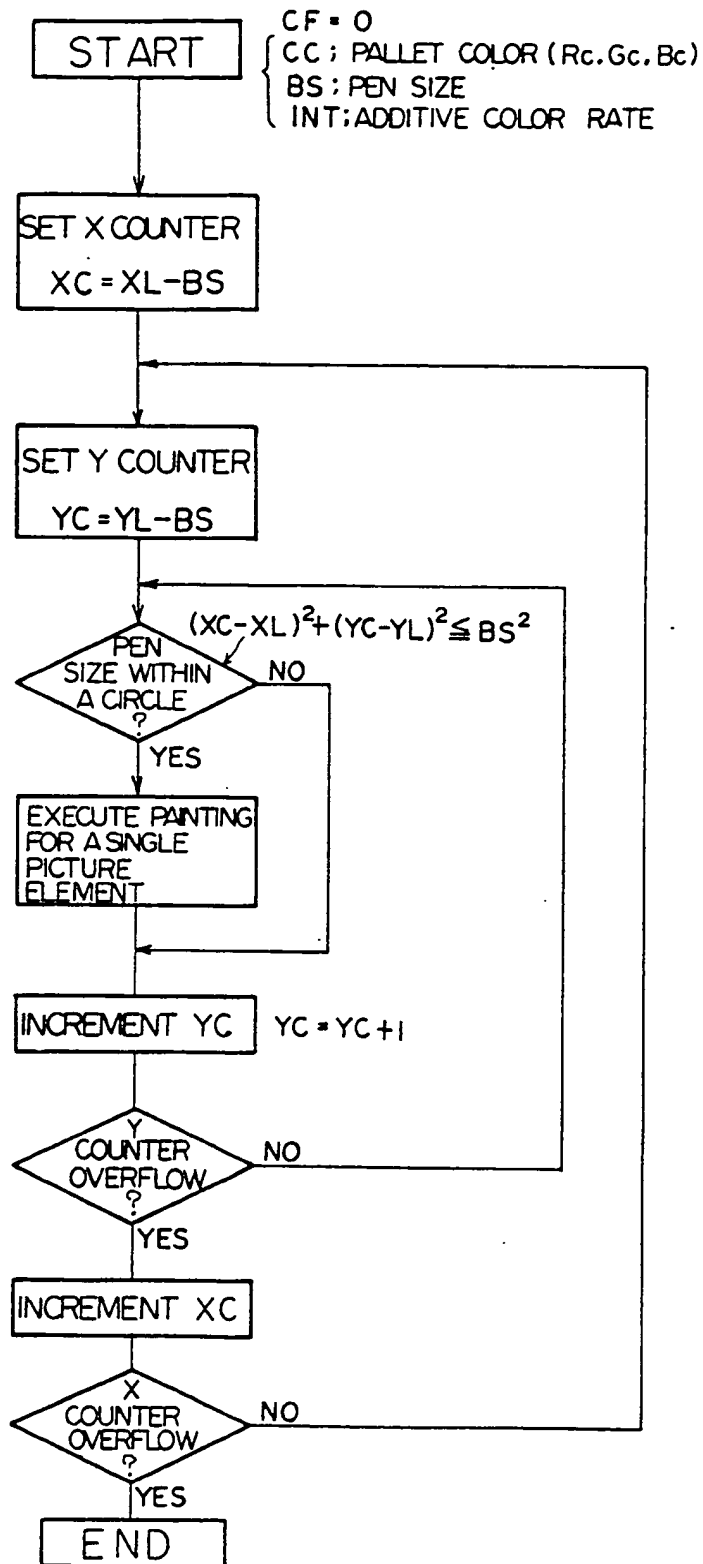 START
CF = 0
CC ; PALLET COLOR (Rc. Gc. Bc)
BS ; PEN SIZE
INT ; ADDITIVE COLOR RATE
SET X COUNTER
XC = XL-BS
SET Y COUNTER
YC = YL-BS
(XC-XL)²+(YC-YL)² ≦ BS²
PEN
SIZE WITHIN
A CIRCLE
?
NO
YES
EXECUTE PAINTING
FOR A SINGLE
PICTURE
ELEMENT
INCREMENT YC
YC = YC +1
Y
COUNTER
OVERFLOW
?
NO
YES
INCREMENT XC
X
COUNTER
OVERFLOW
?
NO
YES
END